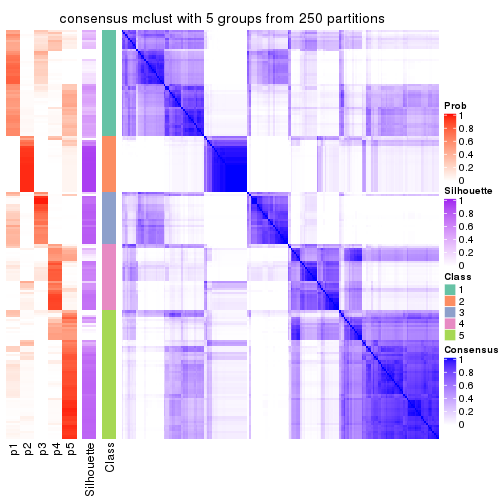 consensus mclust with 5 groups from 250 partitions
Prob
1
0.8
0.6
0.4
0.2
0
Silhouette
1
0.8
0.6
0.4
0.2
0
Class
1
2
3
4
5
Consensus
1
0.8
0.6
0.4
0.2
0
p1
p2
p3
p4
p5
Silhouette
Class